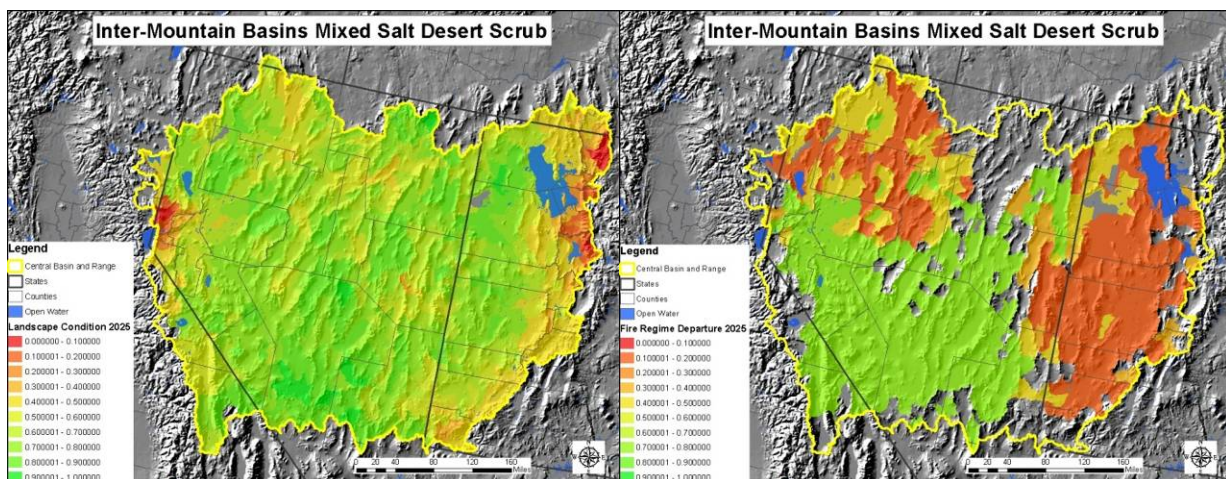 Inter-Mountain Basins Mixed Salt Desert Scrub
Legend
Central Basin and Range
States
Counties
Open Water
Landscape Condition 2025
0.000000 - 0.100000
0.100001 - 0.200000
0.200001 - 0.300000
0.300001 - 0.400000
0.400001 - 0.500000
0.500001 - 0.600000
0.600001 - 0.700000
0.700001 - 0.800000
0.800001 - 0.900000
0.900001 - 1.000000
0 20 40 80 120 160
Miles
Inter-Mountain Basins Mixed Salt Desert Scrub
Legend
Central Basin and Range
States
Counties
Open Water
Fire Regime Departure 2025
0.000000 - 0.100000
0.100001 - 0.200000
0.200001 - 0.300000
0.300001 - 0.400000
0.400001 - 0.500000
0.500001 - 0.600000
0.600001 - 0.700000
0.700001 - 0.800000
0.800001 - 0.900000
0.900001 - 1.000000
0 20 40 80 120 160
Miles